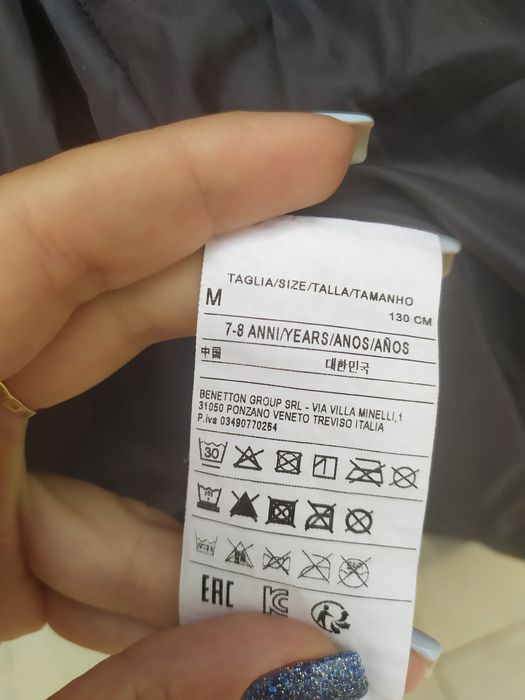 TAGLIA/SIZE/TALLA/TAMANHO
M
130 CM
7-8 ANNI/YEARS/ANOS/AÑOS
中国 대한민국
BENETTON GROUP SRL - VIA VILLA MINELLI,1
31050 PONZANO VENETO TREVISO ITALIA
P.iva 03490770264
30
EAC